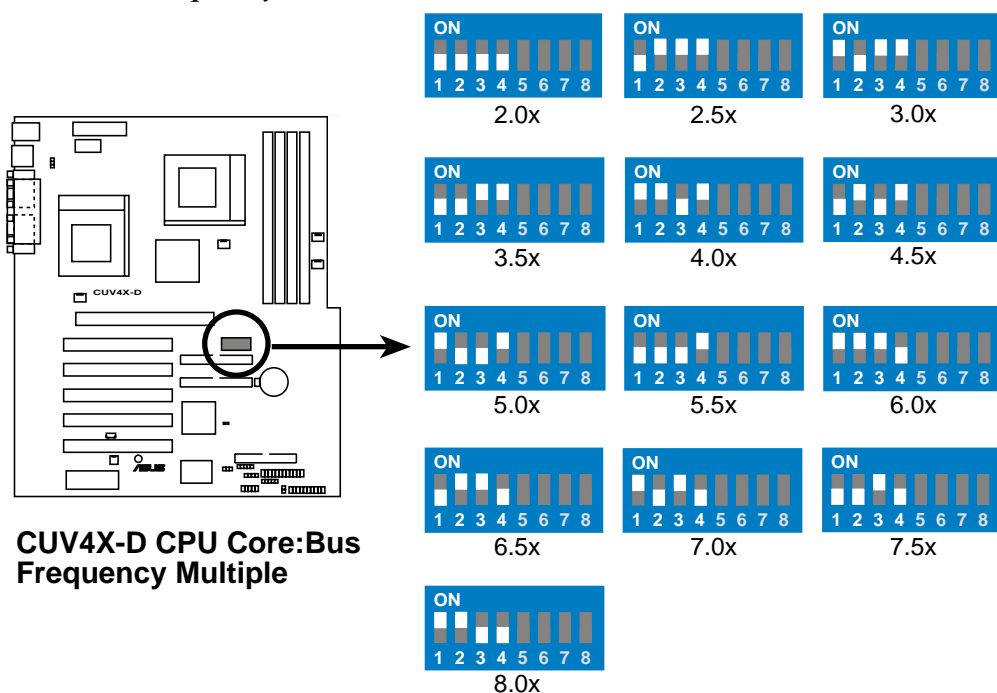 ON ON ON
1 2 3 4 5 6 7 8 1 2 3 4 5 6 7 8 1 2 3 4 5 6 7 8
2.0x 2.5x 3.0x
ON ON ON
1 2 3 4 5 6 7 8 1 2 3 4 5 6 7 8 1 2 3 4 5 6 7 8
3.5x 4.0x 4.5x
CUV4X-D
ON ON ON
1 2 3 4 5 6 7 8 1 2 3 4 5 6 7 8 1 2 3 4 5 6 7 8
5.0x 5.5x 6.0x
ON ON ON
1 2 3 4 5 6 7 8 1 2 3 4 5 6 7 8 1 2 3 4 5 6 7 8
6.5x 7.0x 7.5x
ASUS
CUV4X-D CPU Core:Bus
Frequency Multiple
ON
1 2 3 4 5 6 7 8
8.0x